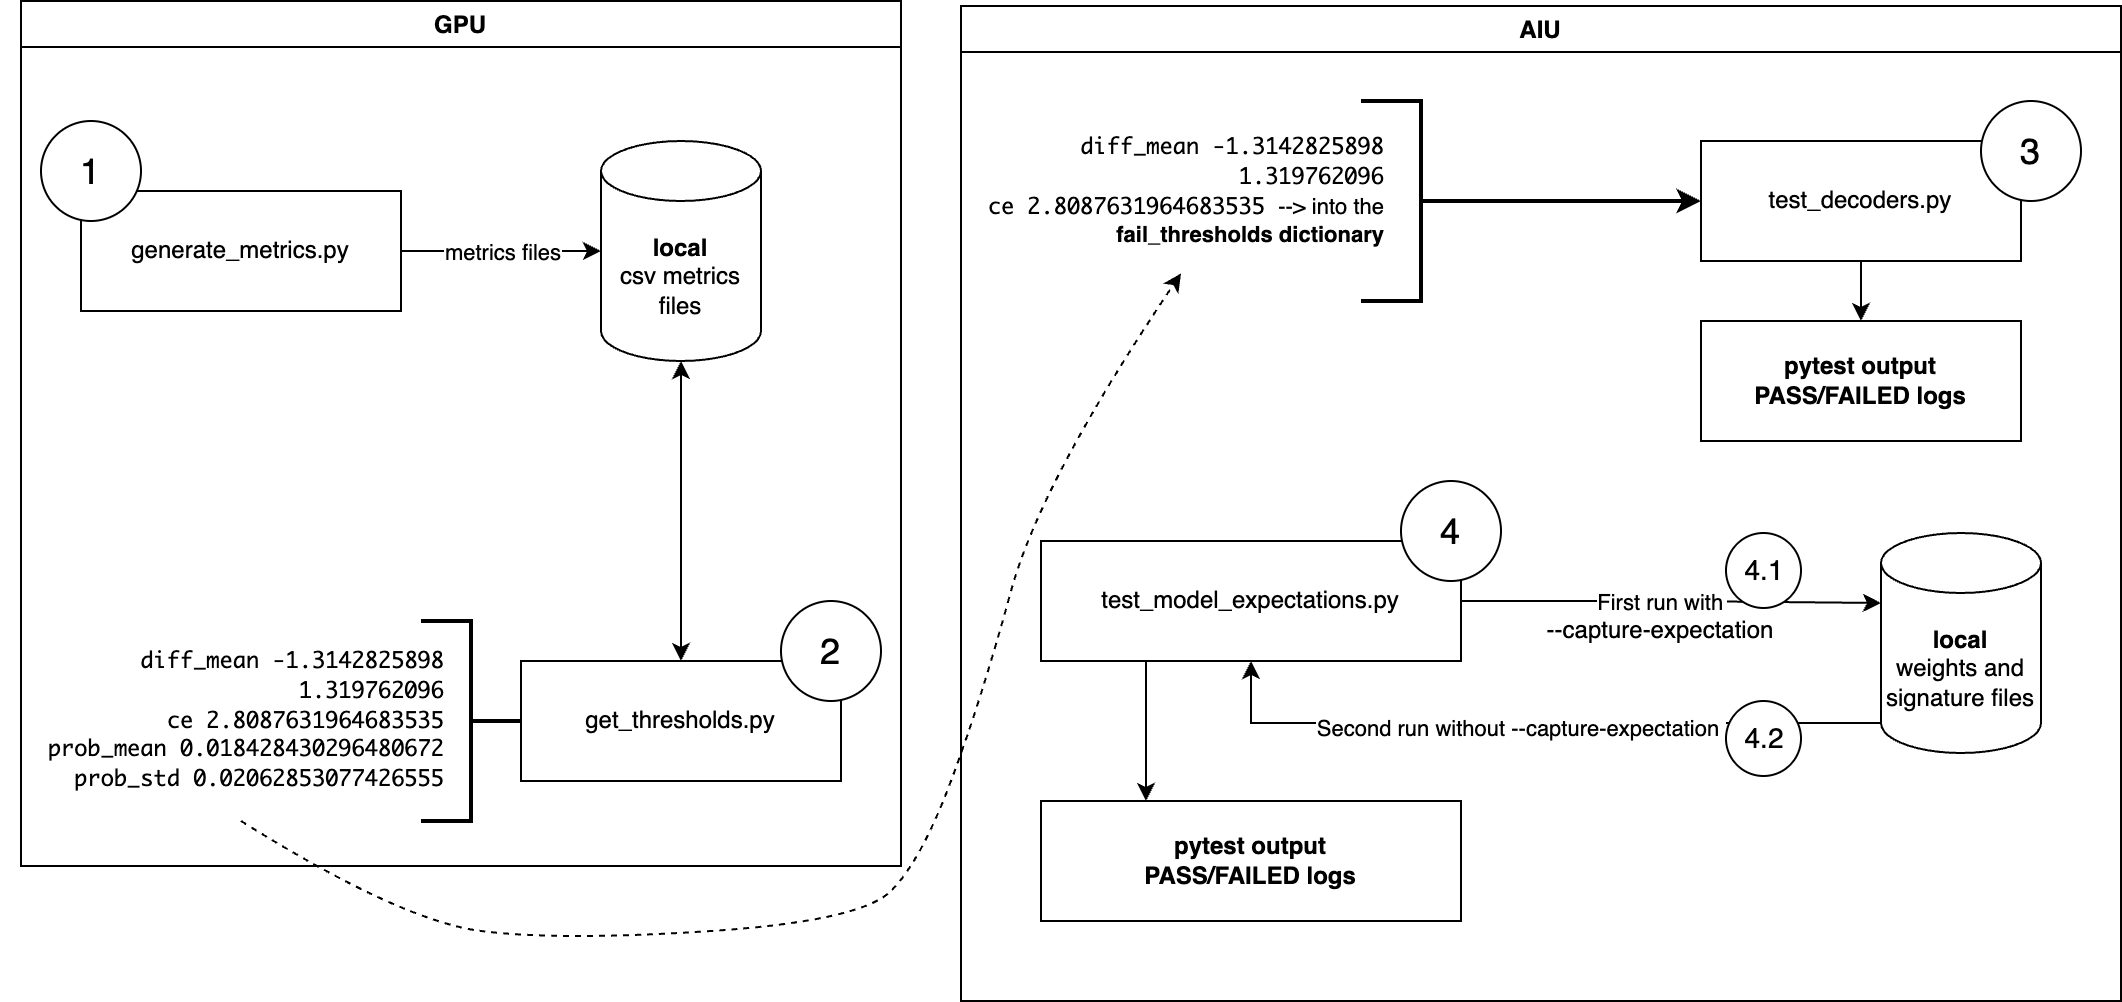 GPU
1
generate_metrics.py
metrics files
local
csv metrics
files
diff_mean -1.3142825898
1.319762096
ce 2.8087631964683535
prob_mean 0.018428430296480672
prob_std 0.02062853077426555
2
get_thresholds.py
AIU
diff_mean -1.3142825898
1.319762096
ce 2.8087631964683535 --> into the
fail_thresholds dictionary
3
test_decoders.py
pytest output
PASS/FAILED logs
4
test_model_expectations.py
4.1
First run with
--capture-expectation
local
weights and
signature files
Second run without --capture-expectation
4.2
pytest output
PASS/FAILED logs